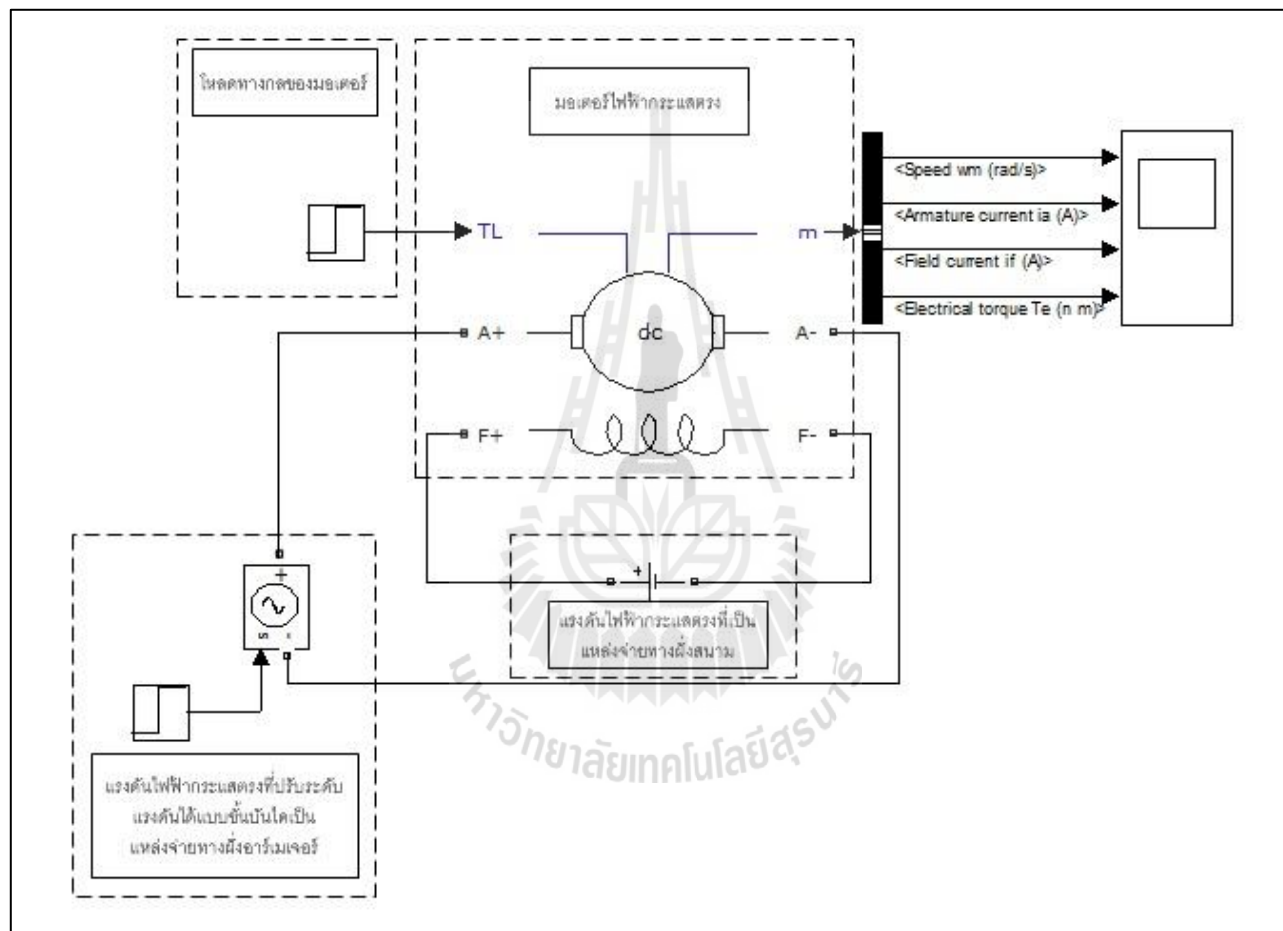 โหลดทางกลของมอเตอร์
มอเตอร์ไฟฟ้ากระแสตรง
<Speed wm (rad/s)>
<Armature current ia (A)>
<Field current if (A)>
<Electrical torque Te (n m)>
TL
m
A+
dc
A-
F+
F-
+
แรงดันไฟฟ้ากระแสตรงที่เป็น
แหล่งจ่ายทางฝั่งสนาม
+
s
-
แรงดันไฟฟ้ากระแสตรงที่ปรับระดับ
แรงดันได้แบบขั้นบันใดเป็น
แหล่งจ่ายทางฝั่งอาร์เมเจอร์
มหาวิทยาลัยเทคโนโลยีสุรนารี